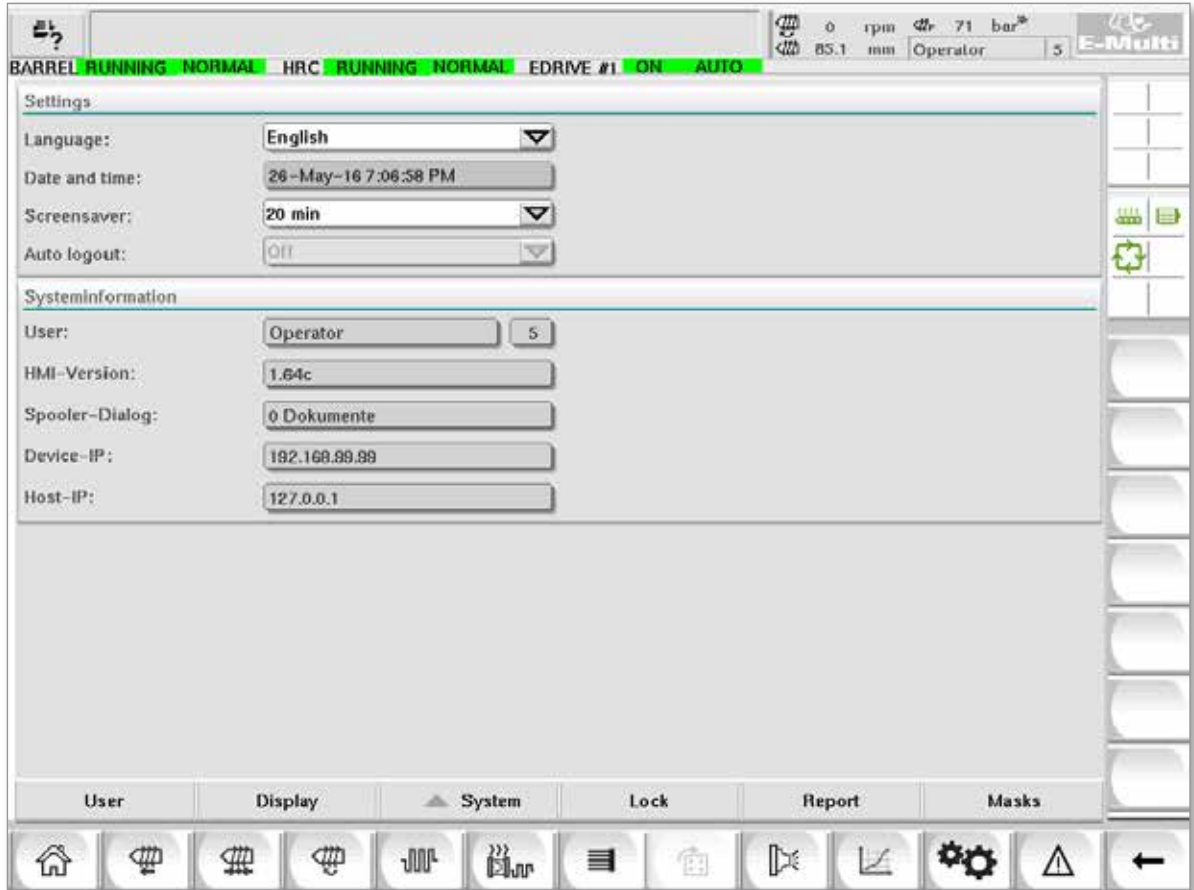 0 rpm 71 bar
85.1 mm Operator 5
E-Multi
BARREL RUNNING NORMAL HRC RUNNING NORMAL EDRIVE #1 ON AUTO
Settings
Language: English
Date and time: 26-May-16 7:06:58 PM
Screensaver: 20 min
Auto logout: Off
Systeminformation
User: Operator 5
HMI-Version: 1.64c
Spooler-Dialog: 0 Dokumente
Device-IP: 192.168.99.99
Host-IP: 127.0.0.1
User Display System Lock Report Masks